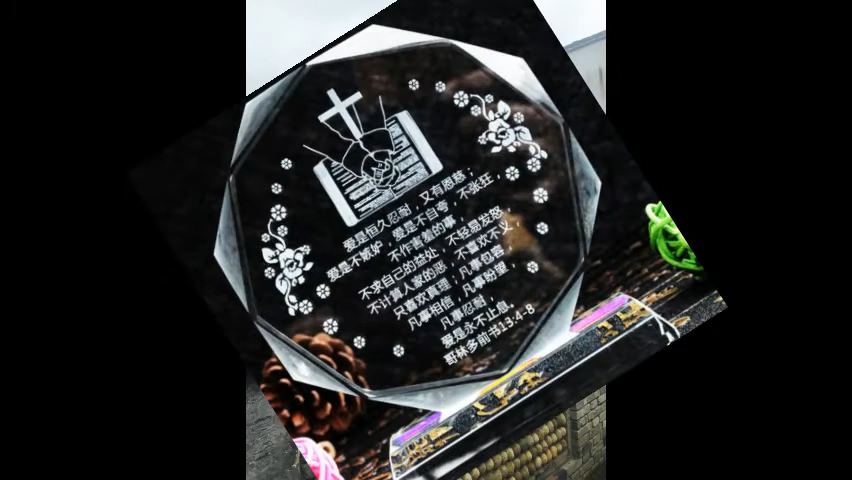 爱是恒久忍耐，又有恩慈；
爱是不嫉妒，爱是不自夸，不张狂，
不作害羞的事，
不求自己的益处，不轻易发怒，
不计算人家的恶，不喜欢不义，
只喜欢真理；凡事包容，
凡事相信，凡事盼望，
凡事忍耐，
爱是永不止息。
哥林多前书13:4-8